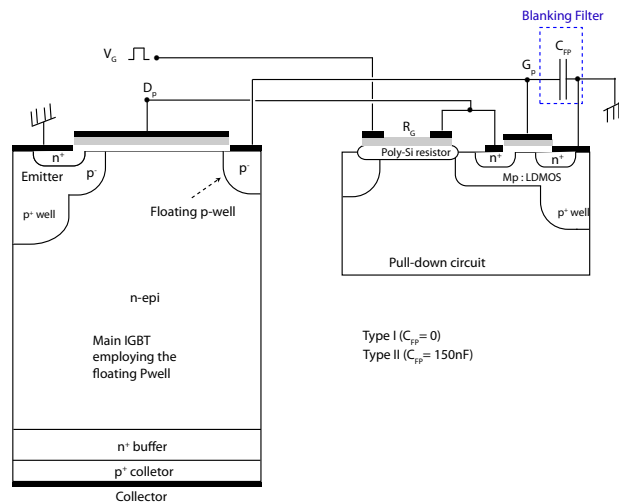 Blanking Filter
C_FP
V_G
G_p
D_p
R_G
n⁺
Poly-Si resistor
n⁺
n⁺
Emitter
p⁻
p⁻
Mp : LDMOS
Floating p-well
p⁺ well
p⁺ well
Pull-down circuit
n-epi
Type I (C_FP= 0)
Type II (C_FP= 150nF)
Main IGBT
employing the
floating Pwell
n⁺ buffer
p⁺ colletor
Collector